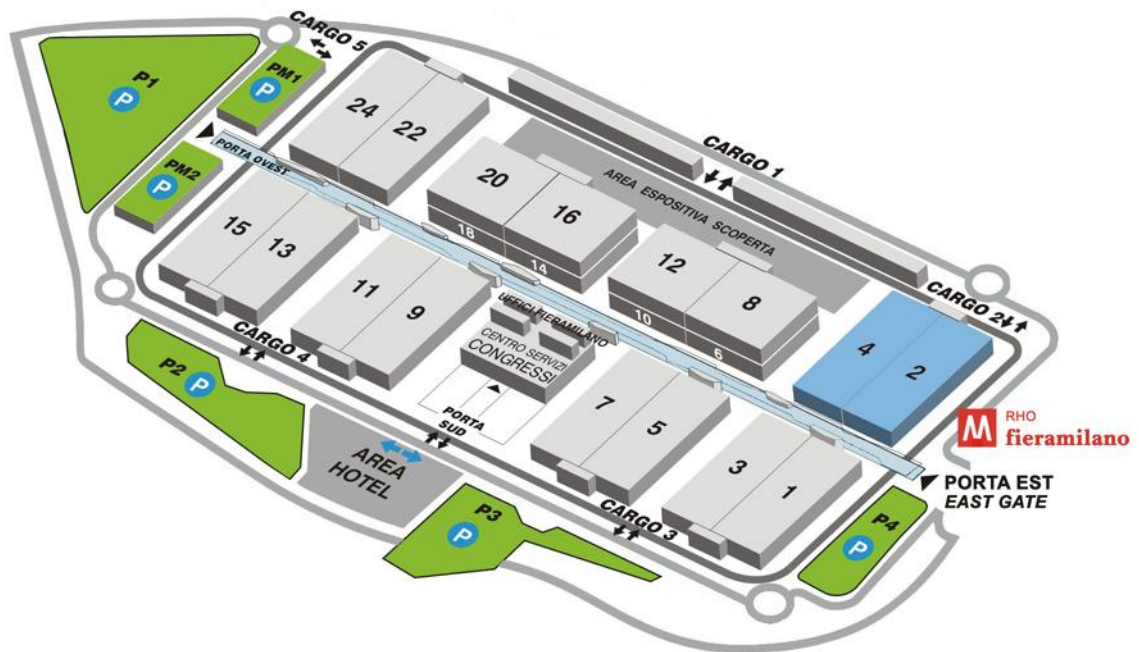 CARGO 5
P1
P
PM1
P
24
22
CARGO 1
PORTA OVEST
PM2
P
20
16
AREA ESPOSITIVA SCOPERTA
18
14
15
13
12
8
11
9
UFFICI FIERAMILANO
10
6
CARGO 2
4
2
CENTRO SERVIZI
CONGRESSI
CARGO 4
P2
P
PORTA
SUD
7
5
M RHO
fieramilano
AREA
HOTEL
3
1
PORTA EST
EAST GATE
P3
P
CARGO 3
P4
P